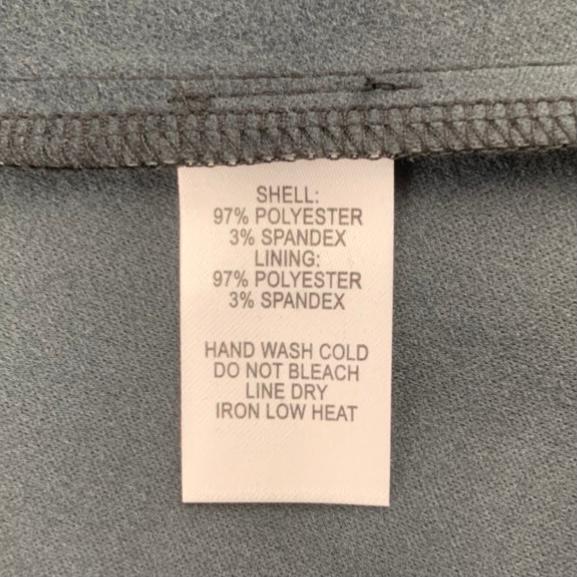 SHELL:
97% POLYESTER
3% SPANDEX
LINING:
97% POLYESTER
3% SPANDEX
HAND WASH COLD
DO NOT BLEACH
LINE DRY
IRON LOW HEAT